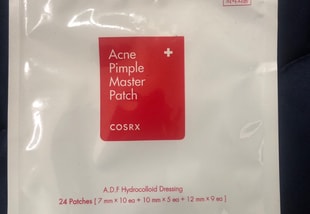 Acne +
Pimple
Master
Patch
COSRX
A.D.F Hydrocolloid Dressing
24 Patches [ 7 mm × 10 ea + 10 mm × 5 ea + 12 mm × 9 ea ]